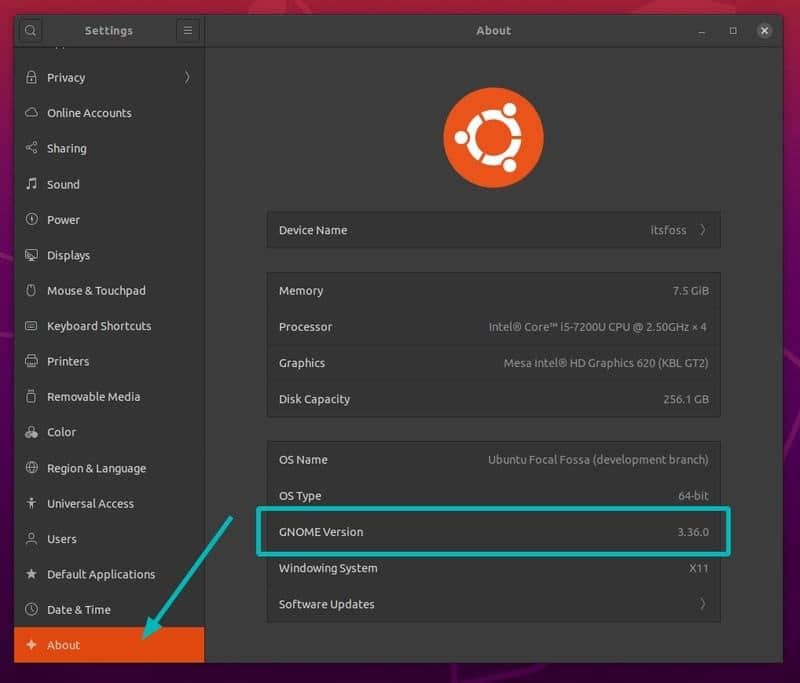 Settings
About
Privacy
Online Accounts
Sharing
Sound
Power
Displays
Mouse & Touchpad
Keyboard Shortcuts
Printers
Removable Media
Color
Region & Language
Universal Access
Users
Default Applications
Date & Time
About
Device Name itsfoss
Memory 7.5 GiB
Processor Intel® Core™ i5-7200U CPU @ 2.50GHz × 4
Graphics Mesa Intel® HD Graphics 620 (KBL GT2)
Disk Capacity 256.1 GB
OS Name Ubuntu Focal Fossa (development branch)
OS Type 64-bit
GNOME Version 3.36.0
Windowing System X11
Software Updates